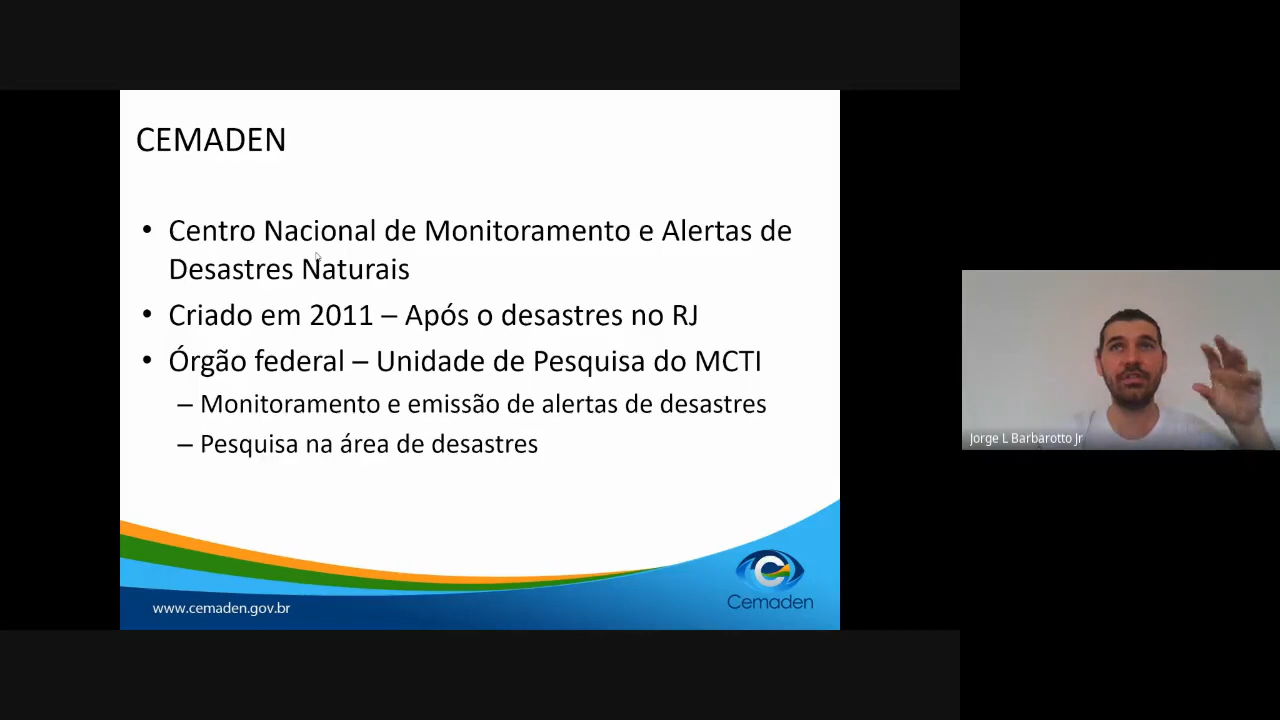 CEMADEN
• Centro Nacional de Monitoramento e Alertas de
Desastres Naturais
• Criado em 2011 – Após o desastres no RJ
• Órgão federal – Unidade de Pesquisa do MCTI
– Monitoramento e emissão de alertas de desastres
– Pesquisa na área de desastres
www.cemaden.gov.br
Cemaden
Jorge L Barbarotto Jr